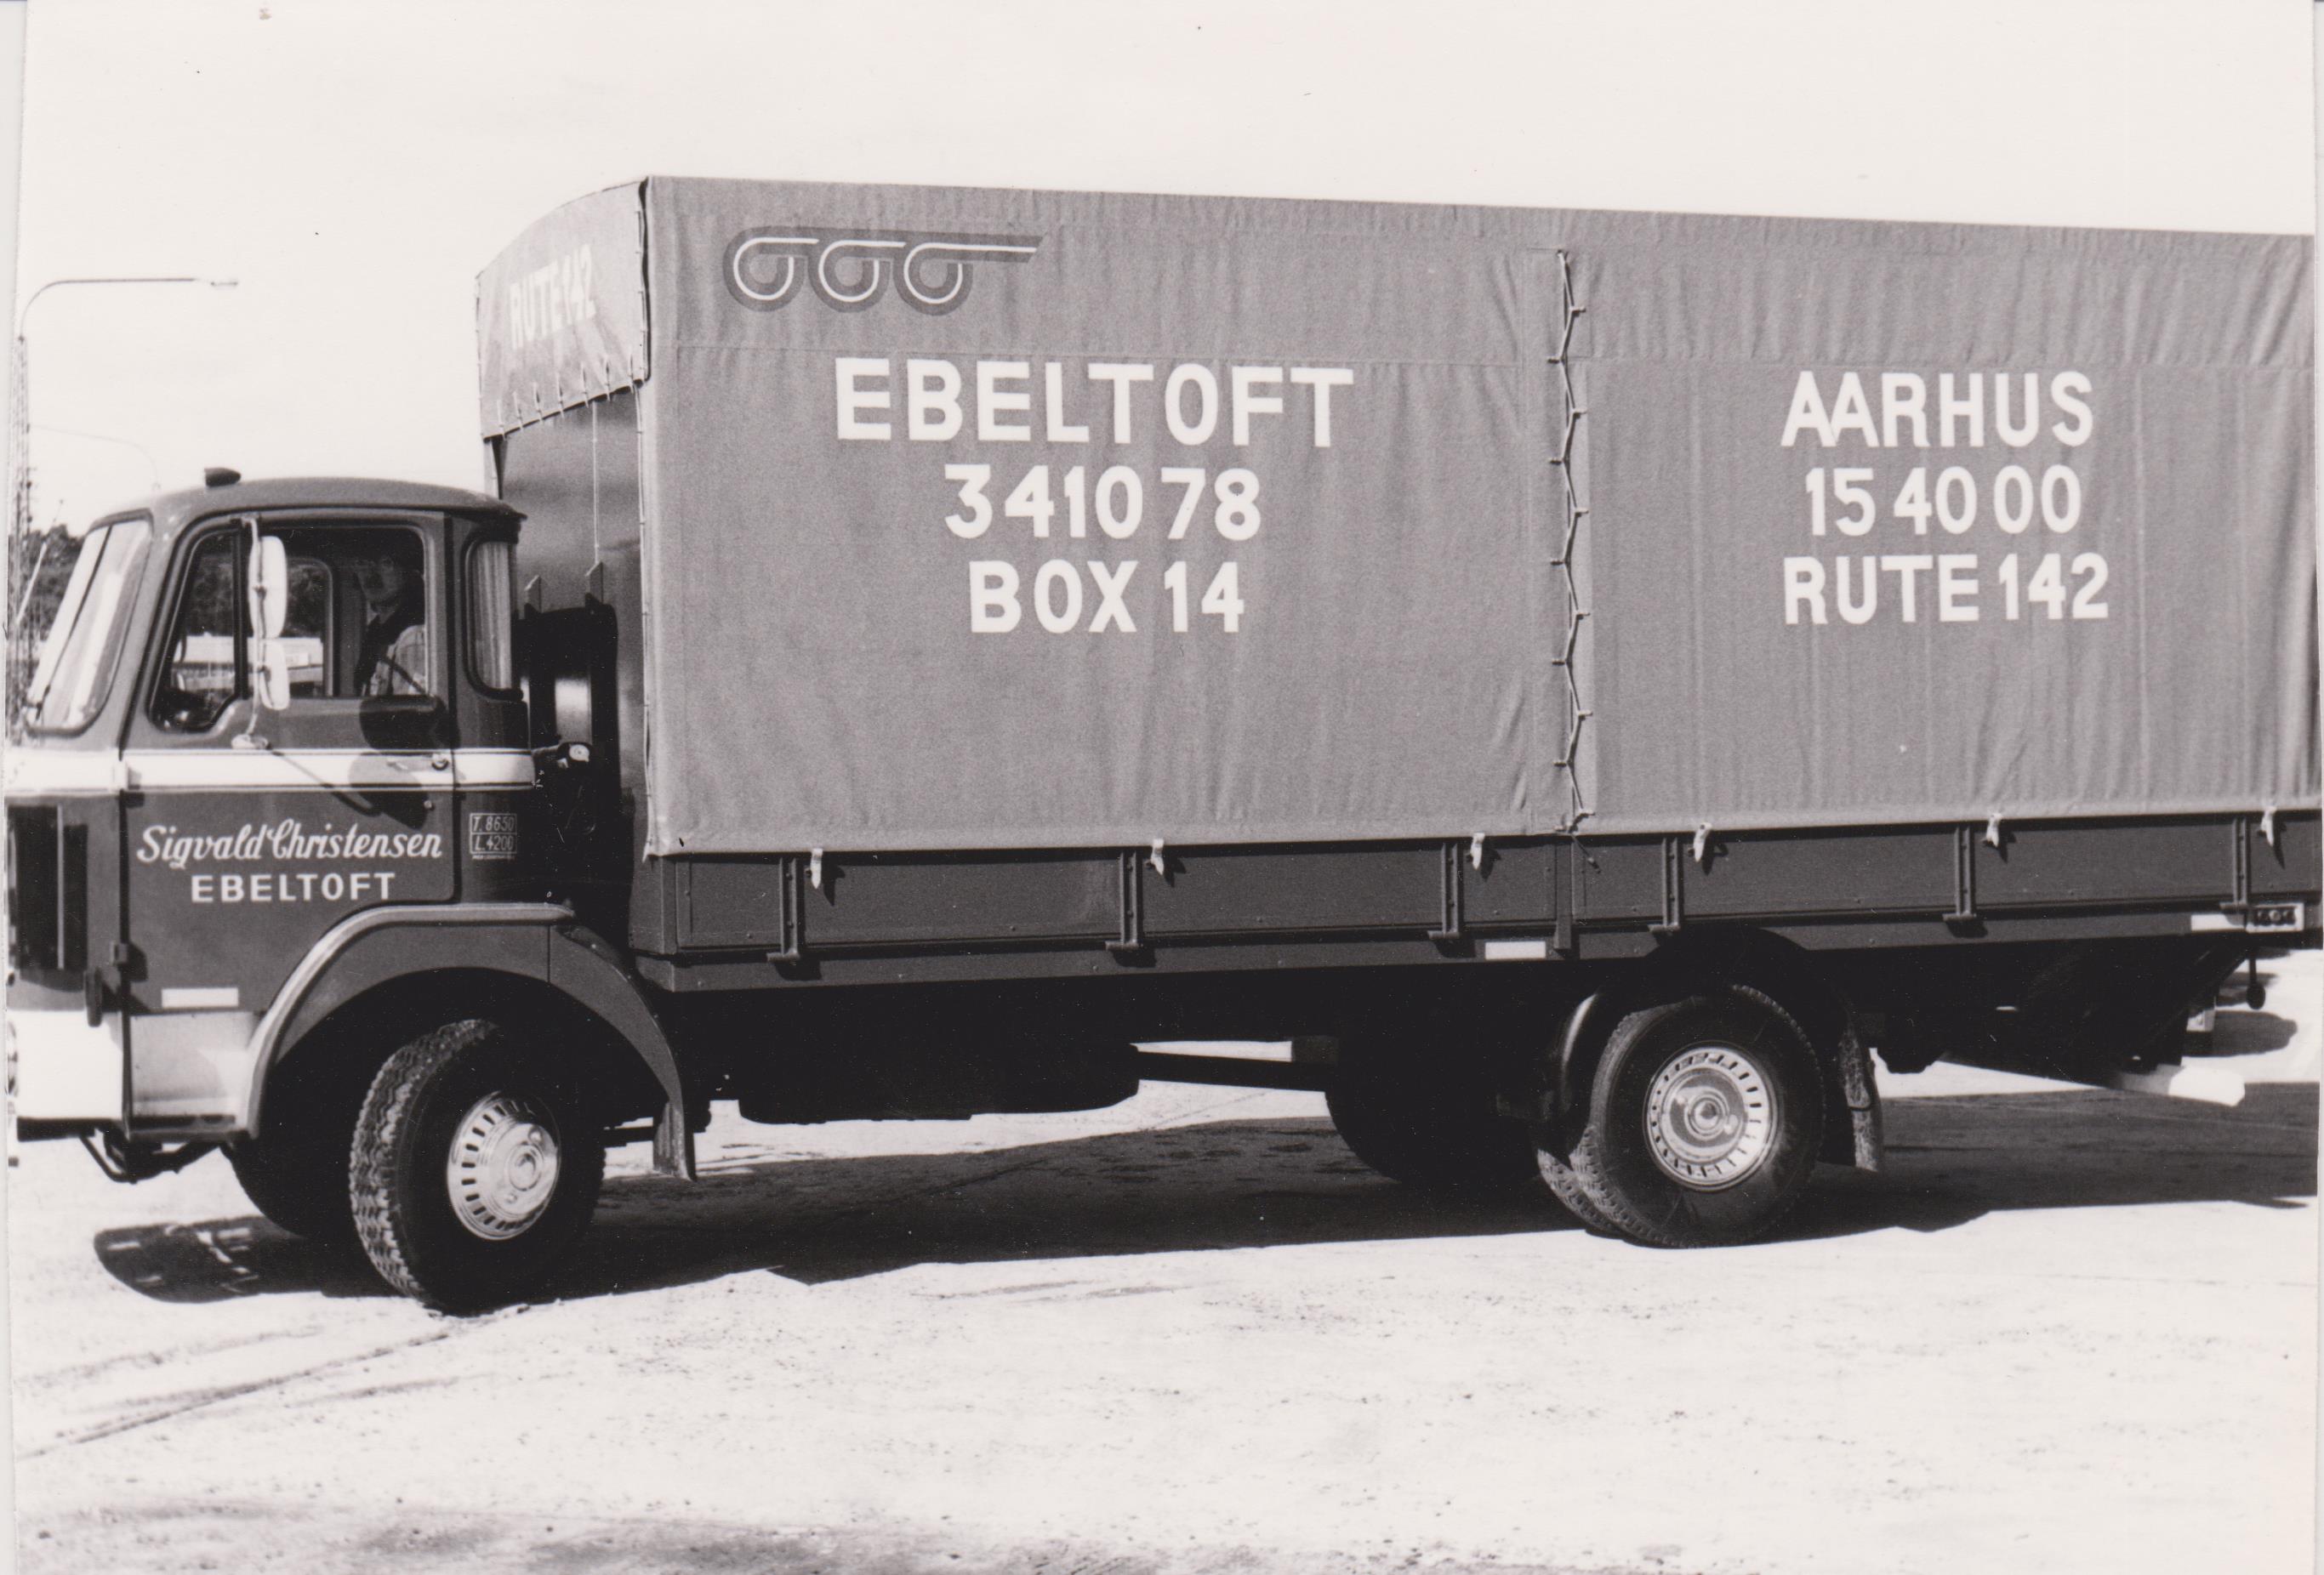 RUTE 142
EBELTOFT
34 10 78
BOX 14
AARHUS
15 40 00
RUTE 142
Sigvald Christensen
EBELTOFT
T. 8650
L. 4200